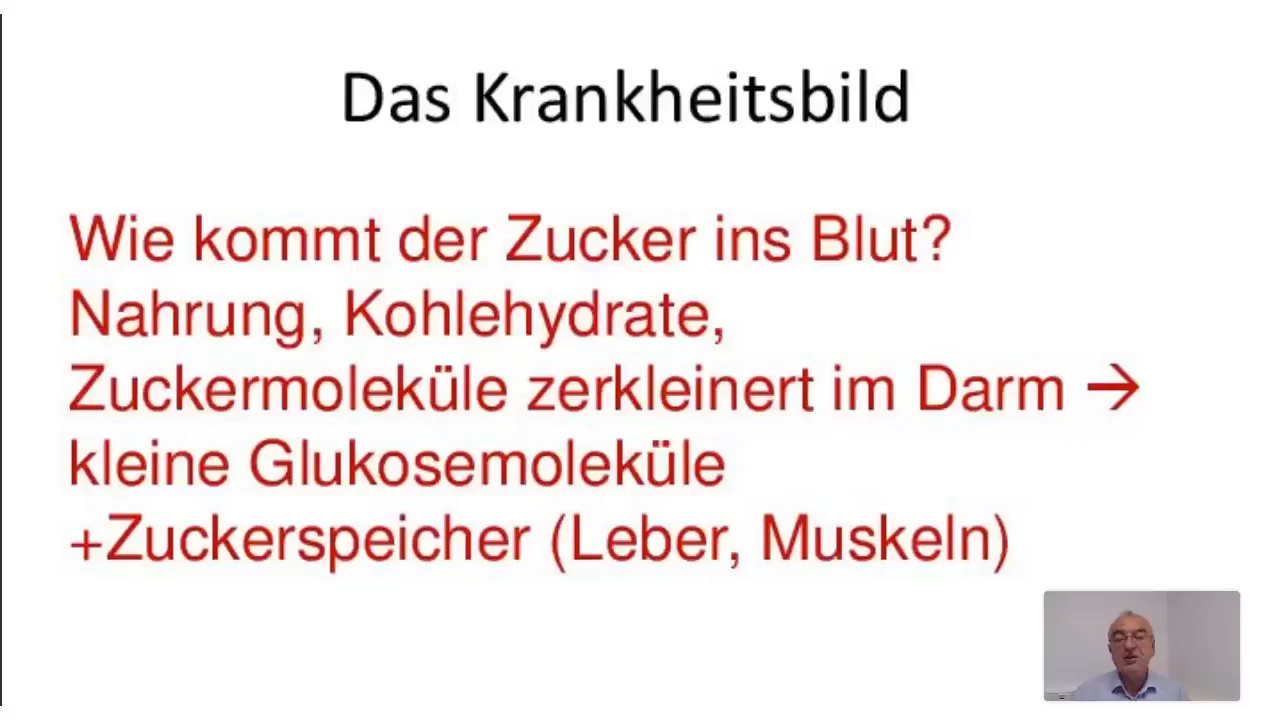 Das Krankheitsbild
Wie kommt der Zucker ins Blut?
Nahrung, Kohlehydrate,
Zuckermoleküle zerkleinert im Darm →
kleine Glukosemoleküle
+Zuckerspeicher (Leber, Muskeln)